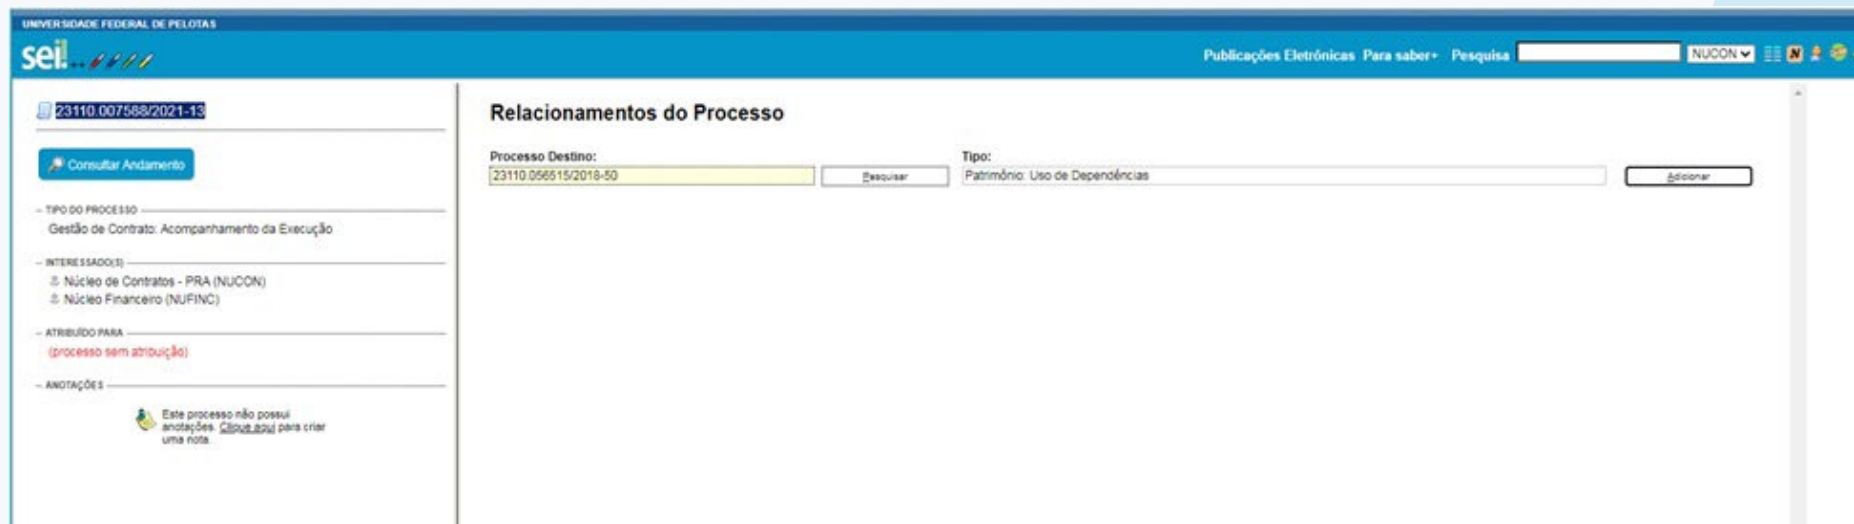 UNIVERSIDADE FEDERAL DE PELOTAS
sei!
Publicações Eletrônicas Para saber+ Pesquisa NUCON
23110.007588/2021-13
Consultar Andamento
TIPO DO PROCESSO
Gestão de Contrato: Acompanhamento da Execução
INTERESSADO(S)
Núcleo de Contratos - PRA (NUCON)
Núcleo Financeiro (NUFINC)
ATRIBUÍDO PARA
(processo sem atribuição)
ANOTAÇÕES
Este processo não possui
anotações. Clique aqui para criar
uma nota.
Relacionamentos do Processo
Processo Destino: Tipo:
23110.056515/2018-50 Pesquisar Patrimônio: Uso de Dependências Adicionar